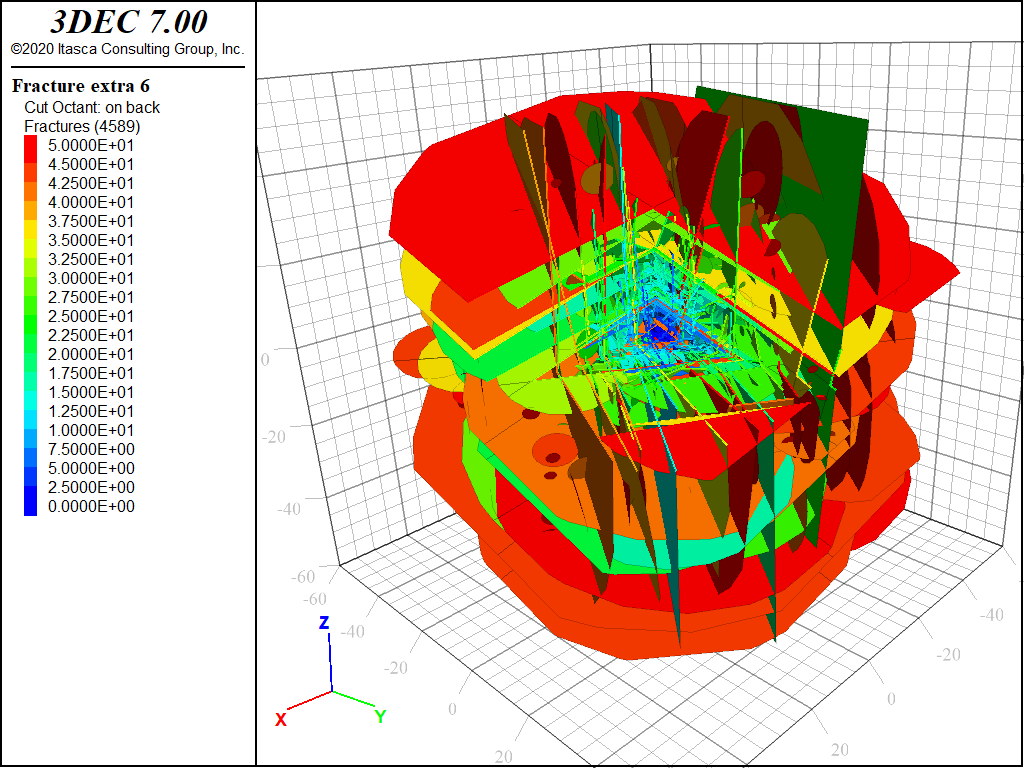 3DEC 7.00
©2020 Itasca Consulting Group, Inc.
Fracture extra 6
Cut Octant: on back
Fractures (4589)
5.0000E+01
4.5000E+01
4.2500E+01
4.0000E+01
3.7500E+01
3.5000E+01
3.2500E+01
3.0000E+01
2.7500E+01
2.5000E+01
2.2500E+01
2.0000E+01
1.7500E+01
1.5000E+01
1.2500E+01
1.0000E+01
7.5000E+00
5.0000E+00
2.5000E+00
0.0000E+00
0
-20
-40
-60
-60
-40
-20
0
20
-40
-20
0
20
Z
X
Y